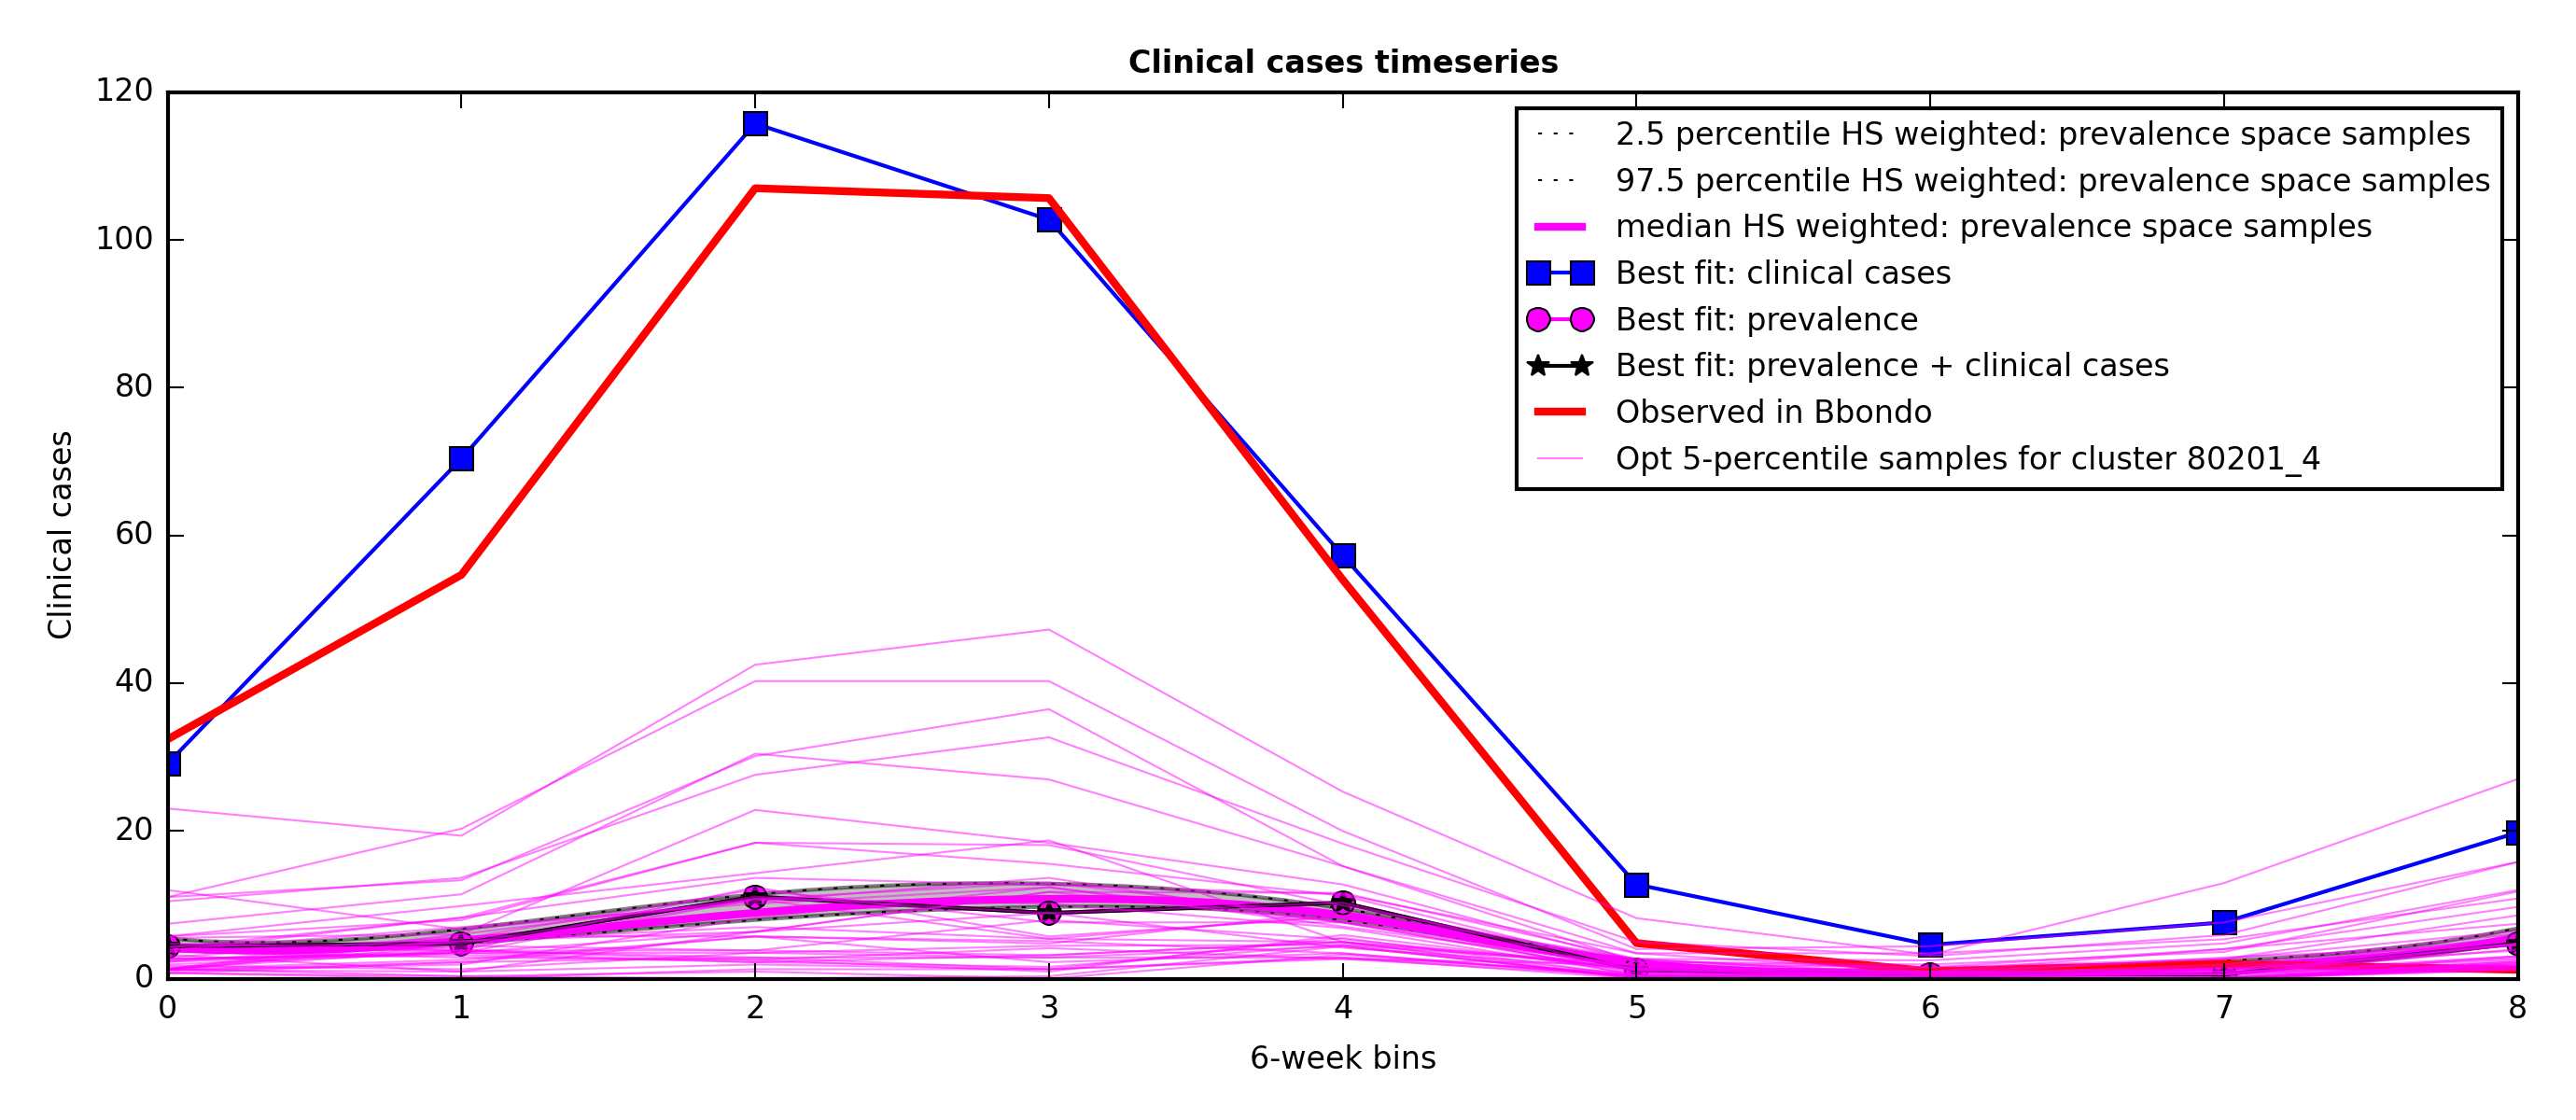 Clinical cases timeseries
120
100
80
60
40
20
0
Clinical cases
2.5 percentile HS weighted: prevalence space samples
97.5 percentile HS weighted: prevalence space samples
median HS weighted: prevalence space samples
Best fit: clinical cases
Best fit: prevalence
Best fit: prevalence + clinical cases
Observed in Bbondo
Opt 5-percentile samples for cluster 80201_4
0 1 2 3 4 5 6 7 8
6-week bins